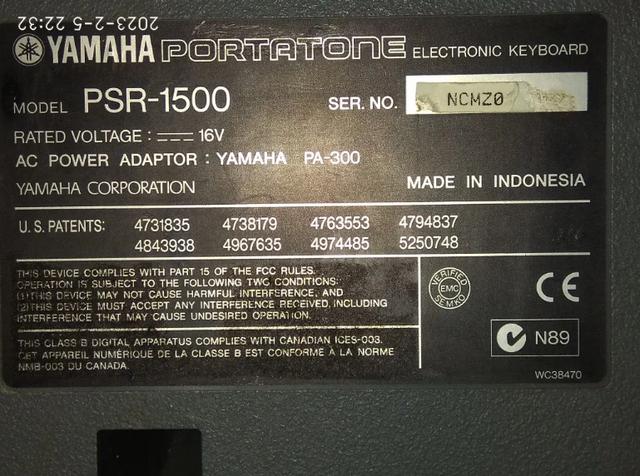 2023-2-5 22:32
YAMAHA PORTATONE ELECTRONIC KEYBOARD
MODEL PSR-1500 SER. NO. NCMZ0
RATED VOLTAGE : 16V
AC POWER ADAPTOR : YAMAHA PA-300
YAMAHA CORPORATION MADE IN INDONESIA
U.S. PATENTS: 4731835 4738179 4763553 4794837
4843938 4967635 4974485 5250748
THIS DEVICE COMPLIES WITH PART 15 OF THE FCC RULES.
OPERATION IS SUBJECT TO THE FOLLOWING TWO CONDITIONS:
(1) THIS DEVICE MAY NOT CAUSE HARMFUL INTERFERENCE, AND
(2) THIS DEVICE MUST ACCEPT ANY INTERFERENCE RECEIVED, INCLUDING
INTERFERENCE THAT MAY CAUSE UNDESIRED OPERATION.
THIS CLASS B DIGITAL APPARATUS COMPLIES WITH CANADIAN ICES-003.
CET APPAREIL NUMÉRIQUE DE LA CLASSE B EST CONFORME À LA NORME
NMB-003 DU CANADA.
VERIFIED
EMC
SEMKO
CE
N89
WC38470